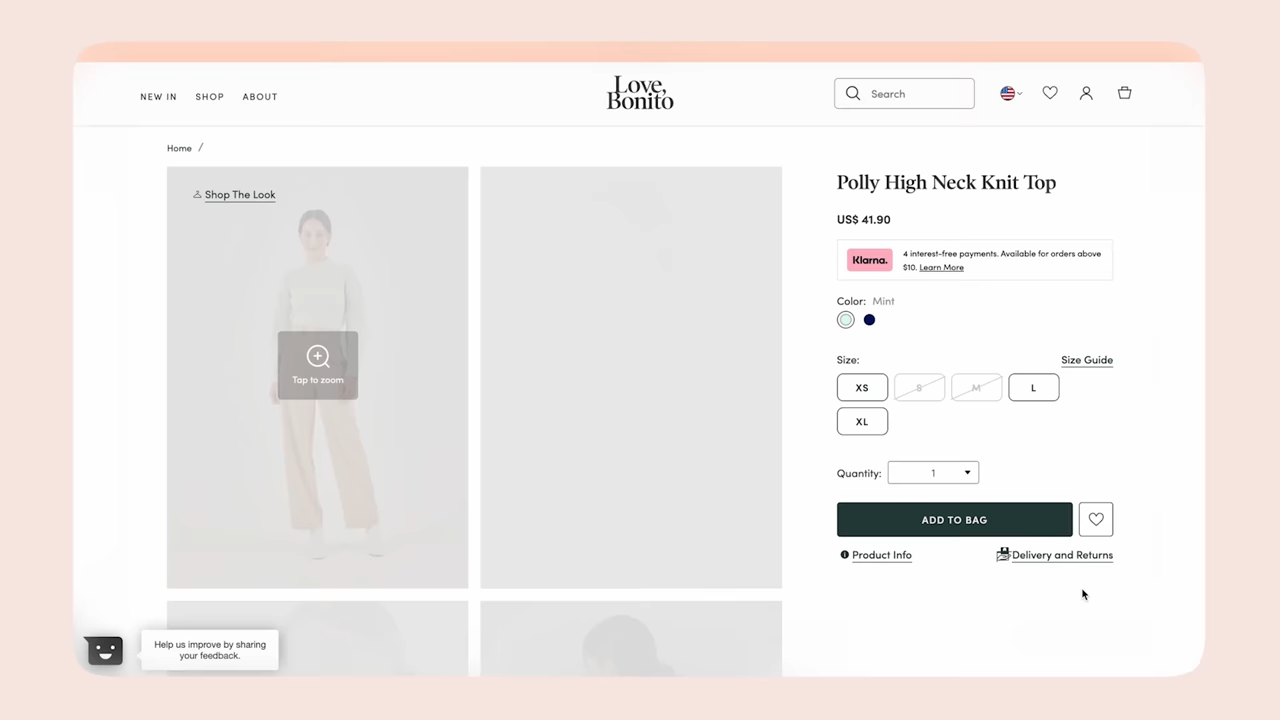 NEW IN SHOP ABOUT
Love,
Bonito
Search
Home /
Shop The Look
Tap to zoom
Polly High Neck Knit Top
US$ 41.90
Klarna.
4 interest-free payments. Available for orders above
$10. Learn More
Color: Mint
Size:
Size Guide
XS S M L
XL
Quantity: 1
ADD TO BAG
Product Info
Delivery and Returns
Help us improve by sharing
your feedback.